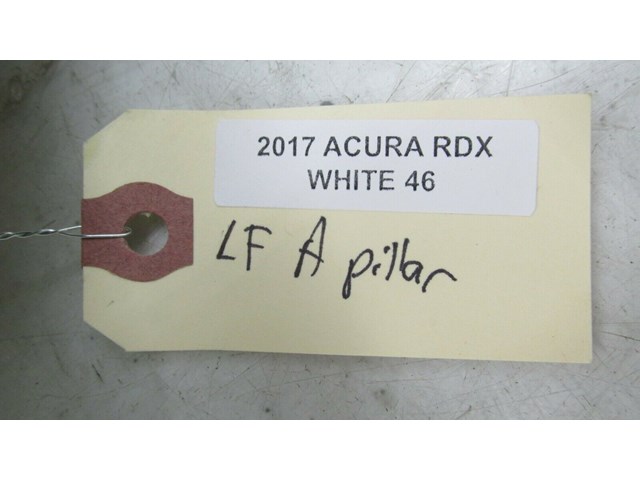 2017 ACURA RDX
WHITE 46
LF A pillar